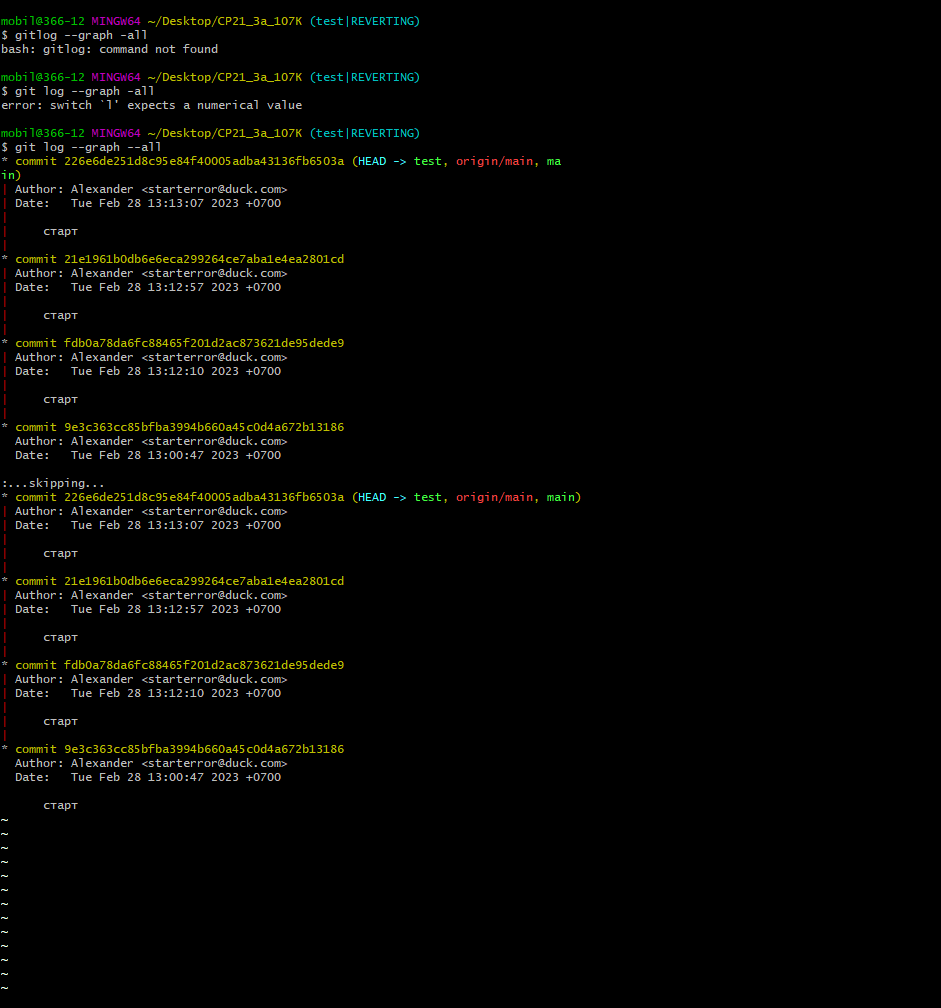 mobil@366-12 MINGW64 ~/Desktop/CP21_3a_107K (test|REVERTING)
$ gitlog --graph -all
bash: gitlog: command not found
mobil@366-12 MINGW64 ~/Desktop/CP21_3a_107K (test|REVERTING)
$ git log --graph -all
error: switch `l' expects a numerical value
mobil@366-12 MINGW64 ~/Desktop/CP21_3a_107K (test|REVERTING)
$ git log --graph --all
* commit 226e6de251d8c95e84f40005adba43136fb6503a (HEAD -> test, origin/main, ma
in)
| Author: Alexander <starterror@duck.com>
| Date:   Tue Feb 28 13:13:07 2023 +0700
|
|     старт
|
* commit 21e1961b0db6e6eca299264ce7aba1e4ea2801cd
| Author: Alexander <starterror@duck.com>
| Date:   Tue Feb 28 13:12:57 2023 +0700
|
|     старт
|
* commit fdb0a78da6fc88465f201d2ac873621de95dede9
| Author: Alexander <starterror@duck.com>
| Date:   Tue Feb 28 13:12:10 2023 +0700
|
|     старт
|
* commit 9e3c363cc85bfba3994b660a45c0d4a672b13186
  Author: Alexander <starterror@duck.com>
  Date:   Tue Feb 28 13:00:47 2023 +0700
:...skipping...
* commit 226e6de251d8c95e84f40005adba43136fb6503a (HEAD -> test, origin/main, main)
| Author: Alexander <starterror@duck.com>
| Date:   Tue Feb 28 13:13:07 2023 +0700
|
|     старт
|
* commit 21e1961b0db6e6eca299264ce7aba1e4ea2801cd
| Author: Alexander <starterror@duck.com>
| Date:   Tue Feb 28 13:12:57 2023 +0700
|
|     старт
|
* commit fdb0a78da6fc88465f201d2ac873621de95dede9
| Author: Alexander <starterror@duck.com>
| Date:   Tue Feb 28 13:12:10 2023 +0700
|
|     старт
|
* commit 9e3c363cc85bfba3994b660a45c0d4a672b13186
  Author: Alexander <starterror@duck.com>
  Date:   Tue Feb 28 13:00:47 2023 +0700
      старт
~
~
~
~
~
~
~
~
~
~
~
~
~